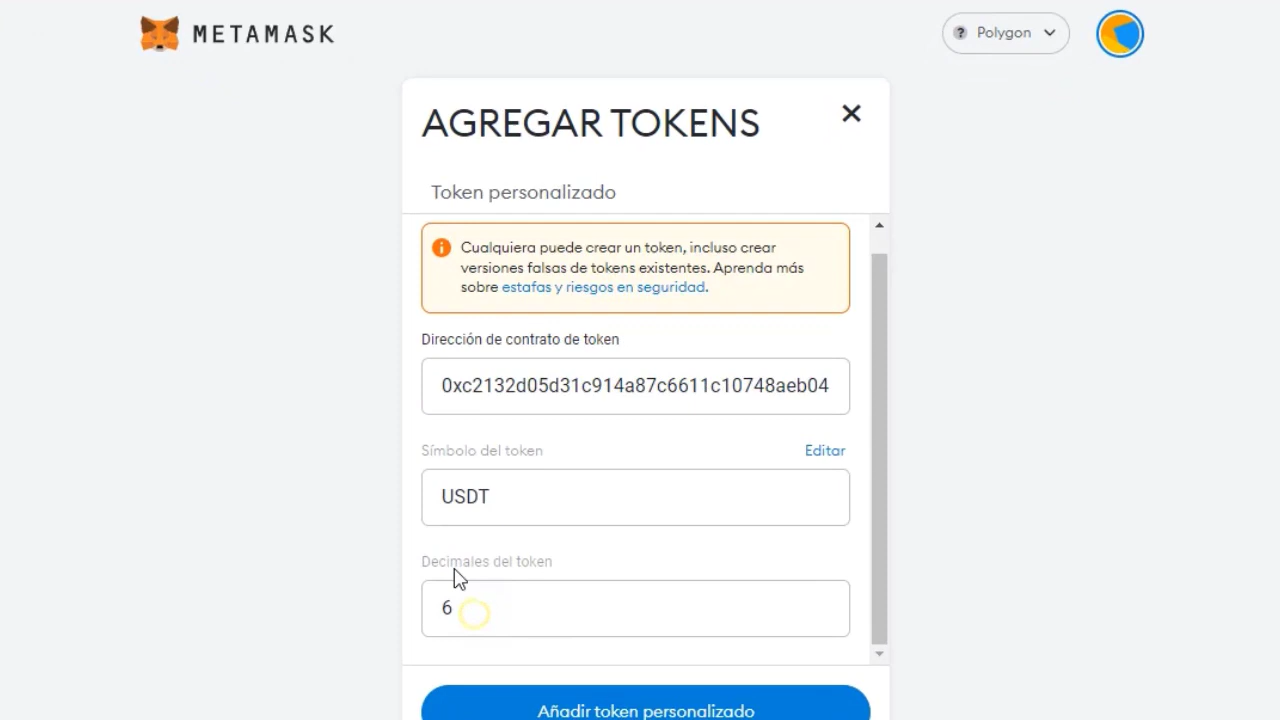 METAMASK
? Polygon
AGREGAR TOKENS
Token personalizado
Cualquiera puede crear un token, incluso crear
versiones falsas de tokens existentes. Aprenda más
sobre estafas y riesgos en seguridad.
Dirección de contrato de token
0xc2132d05d31c914a87c6611c10748aeb04
Símbolo del token
Editar
USDT
Decimales del token
6
Añadir token personalizado